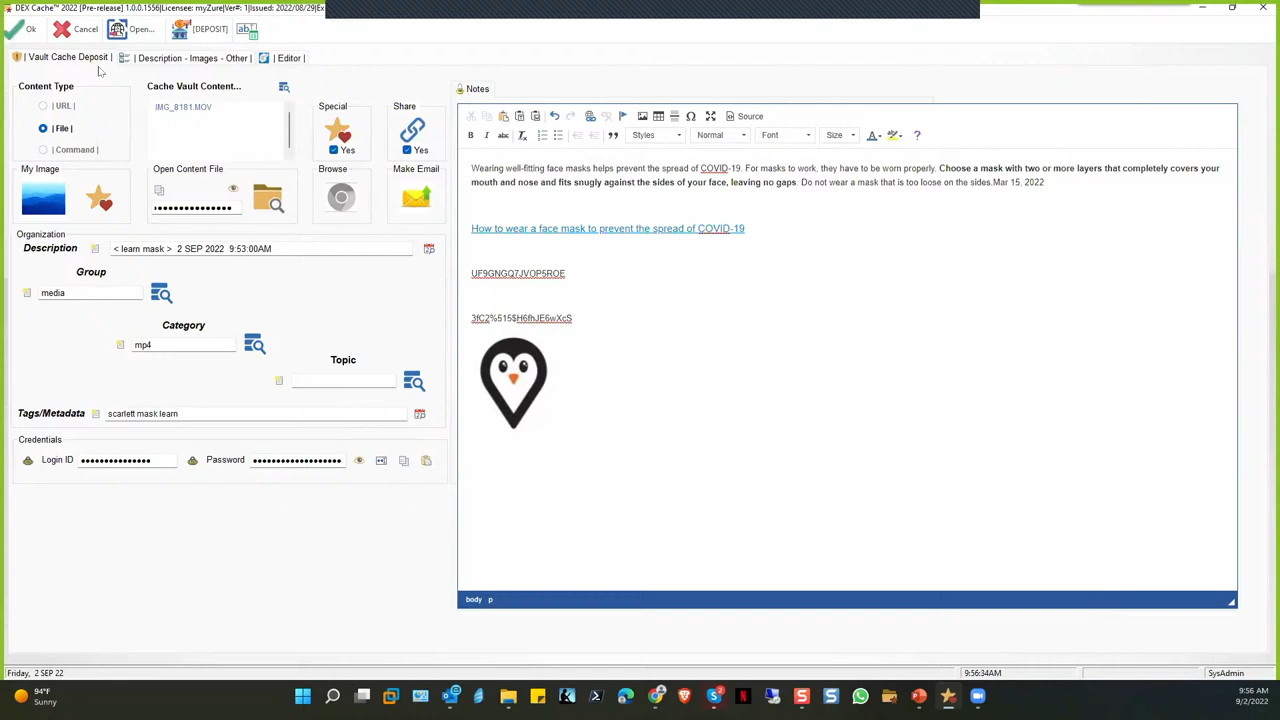 DEX Cache™ 2022 [Pre-release] 1.0.0.1556|Licensee: myZure|Ver#: 1|Issued: 2022/08/29|Ex
Ok
Cancel
Open...
[DEPOSIT]
| Vault Cache Deposit |
| Description - Images - Other |
| Editor |
Content Type
| URL |
| File |
| Command |
Cache Vault Content...
IMG_8181.MOV
Special
Yes
Share
Yes
My Image
Open Content File
Browse
Make Email
Organization
Description
< learn mask > 2 SEP 2022 9:53:00AM
Group
media
Category
mp4
Topic
Tags/Metadata
scarlett mask learn
Credentials
Login ID
Password
Notes
Source
Styles
Normal
Font
Size
Wearing well-fitting face masks helps prevent the spread of COVID-19. For masks to work, they have to be worn properly. Choose a mask with two or more layers that completely covers your
mouth and nose and fits snugly against the sides of your face, leaving no gaps. Do not wear a mask that is too loose on the sides.Mar 15, 2022
How to wear a face mask to prevent the spread of COVID-19
UF9GNGQ7JVOP5ROE
3fC2%515$H6fhJE6wXcS
body p
Friday, 2 SEP 22
9:56:34AM
SysAdmin
94°F
Sunny
9:56 AM
9/2/2022